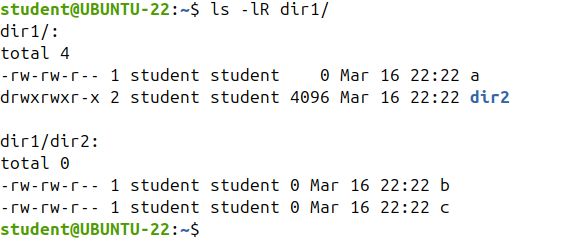 student@UBUNTU-22:~$ ls -lR dir1/
dir1/:
total 4
-rw-rw-r-- 1 student student    0 Mar 16 22:22 a
drwxrwxr-x 2 student student 4096 Mar 16 22:22 dir2

dir1/dir2:
total 0
-rw-rw-r-- 1 student student 0 Mar 16 22:22 b
-rw-rw-r-- 1 student student 0 Mar 16 22:22 c
student@UBUNTU-22:~$